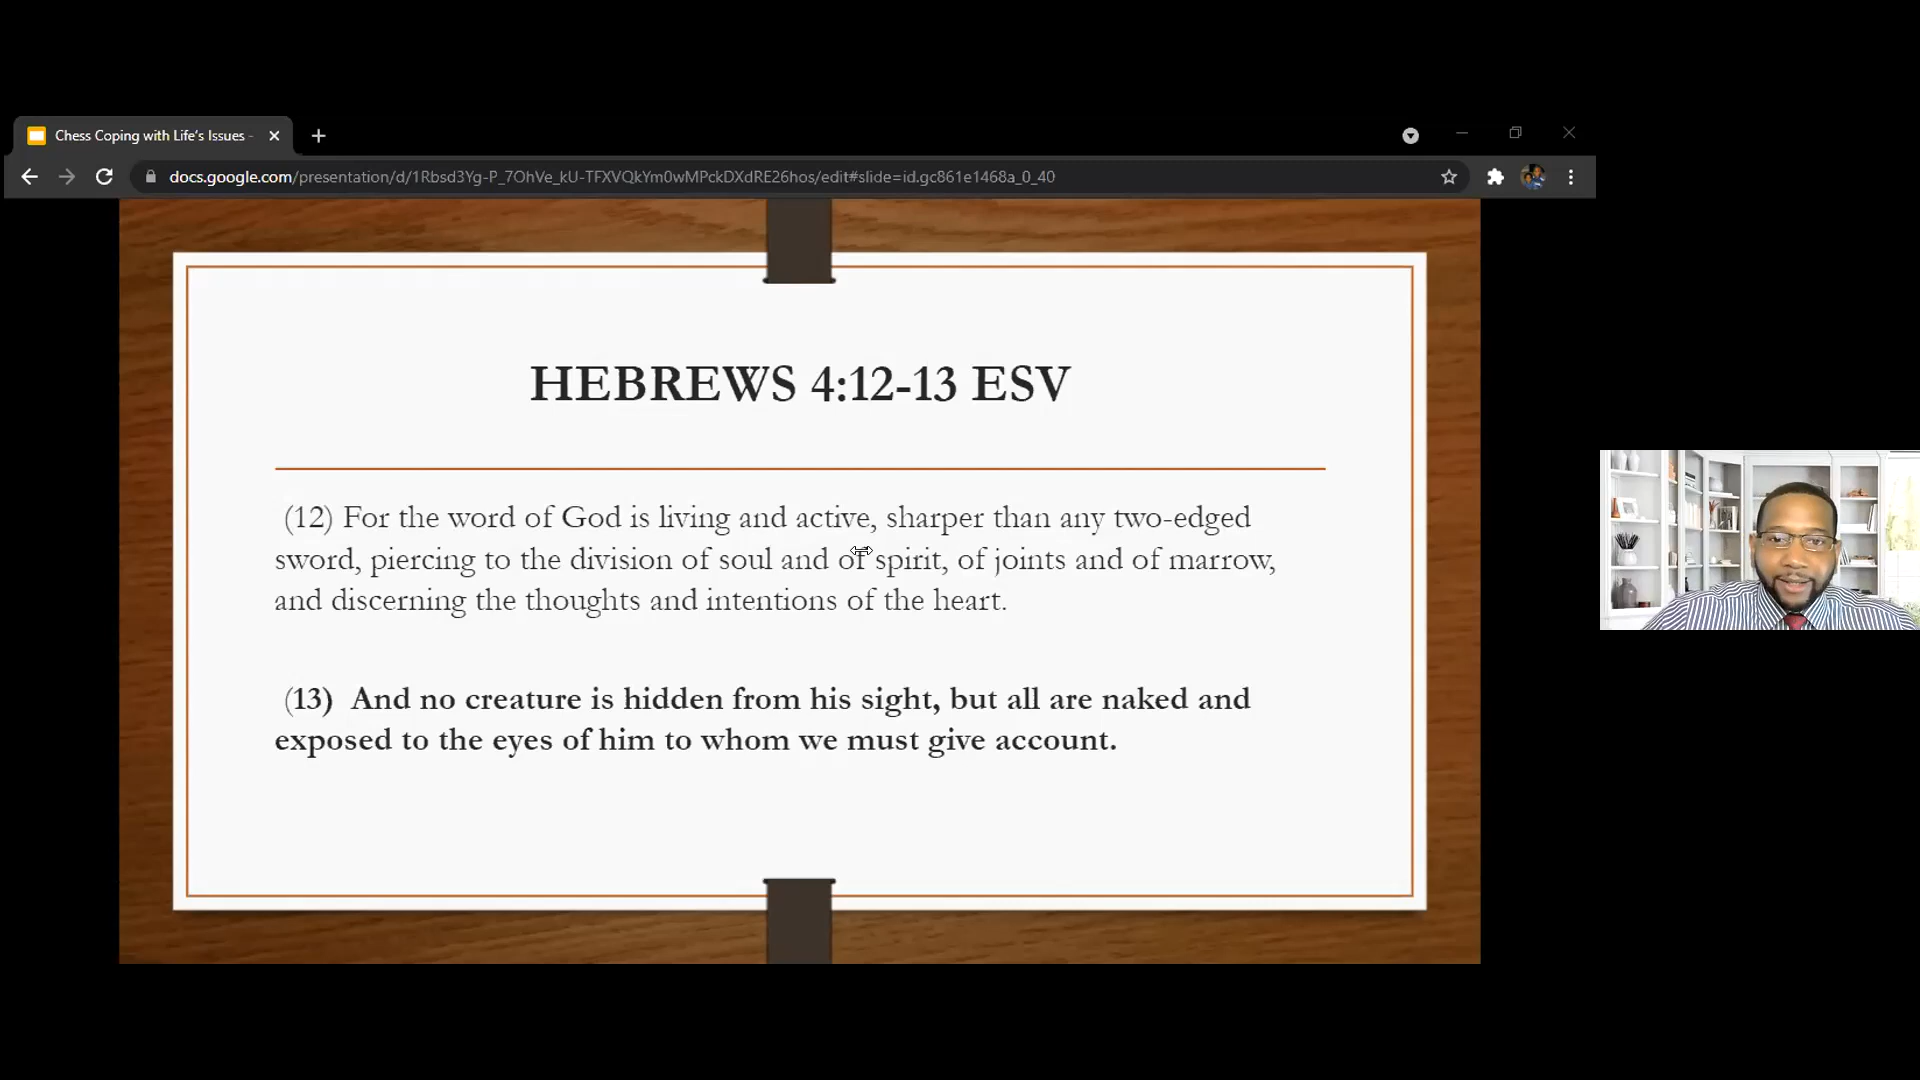 Chess Coping with Life's Issues -
docs.google.com/presentation/d/1Rbsd3Yg-P_7OhVe_kU-TFXVQkYm0wMPckDXdRE26hos/edit#slide=id.gc861e1468a_0_40
HEBREWS 4:12-13 ESV
(12) For the word of God is living and active, sharper than any two-edged
sword, piercing to the division of soul and of spirit, of joints and of marrow,
and discerning the thoughts and intentions of the heart.
(13) And no creature is hidden from his sight, but all are naked and
exposed to the eyes of him to whom we must give account.